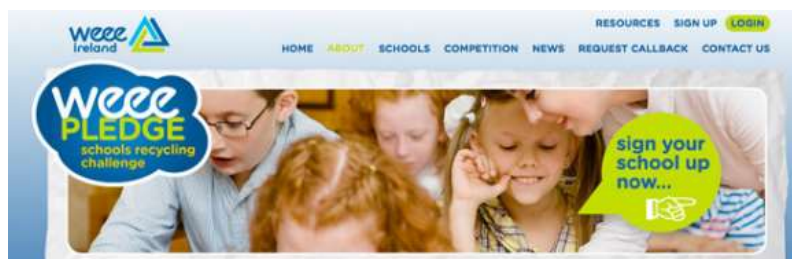 weee
ireland
RESOURCES SIGN UP LOGIN
HOME ABOUT SCHOOLS COMPETITION NEWS REQUEST CALLBACK CONTACT US
weee
PLEDGE
schools recycling
challenge
sign your
school up
now...